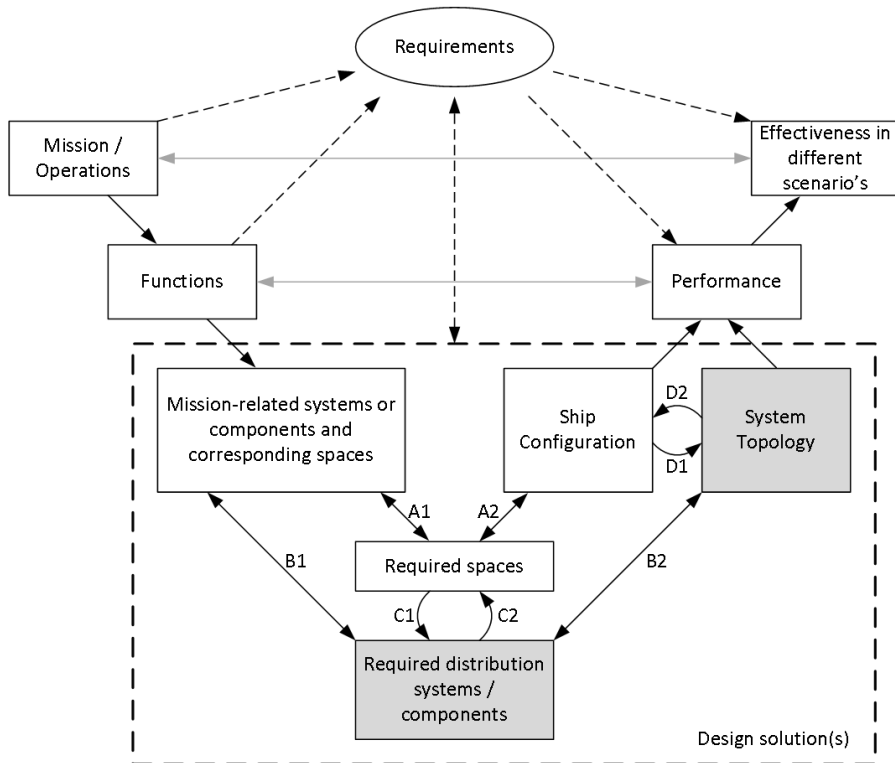 Requirements
Mission /
Operations
Effectiveness in
different
scenario's
Functions
Performance
Mission-related systems or
components and
corresponding spaces
Ship
Configuration
D2
D1
System
Topology
A1
A2
B1
Required spaces
B2
C1
C2
Required distribution
systems /
components
Design solution(s)